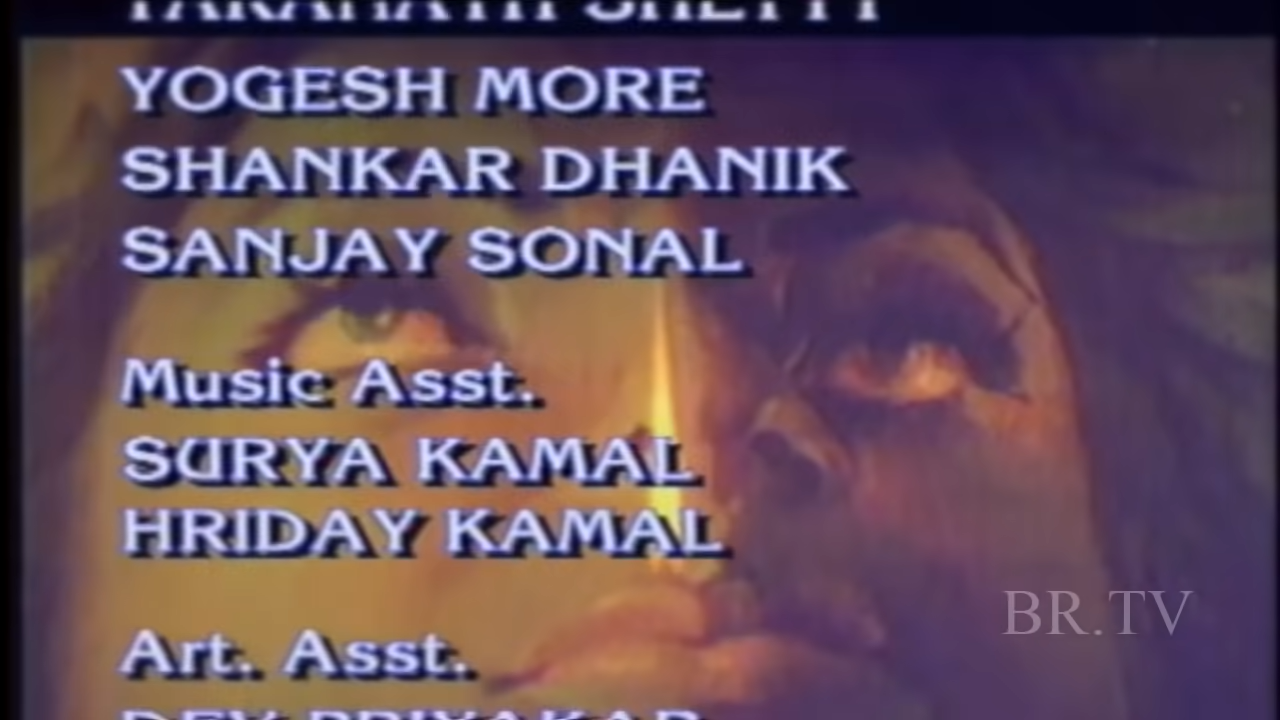 YOGESH MORE
SHANKAR DHANIK
SANJAY SONAL
Music Asst.
SURYA KAMAL
HRIDAY KAMAL
BR.TV
Art. Asst.